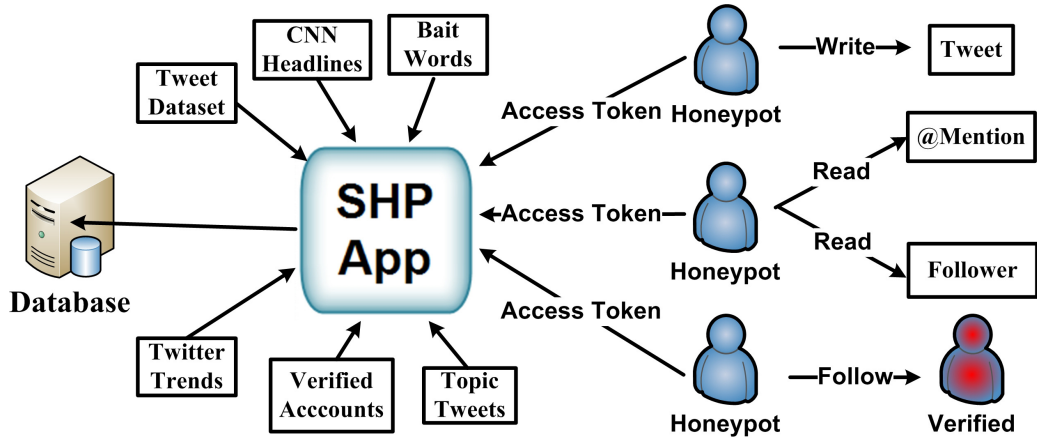 CNN
Headlines
Bait
Words
Tweet
Dataset
Access Token
Honeypot
Write
Tweet
@Mention
Read
SHP
App
Access Token
Honeypot
Read
Follower
Database
Access Token
Twitter
Trends
Verified
Acccounts
Topic
Tweets
Honeypot
Follow
Verified